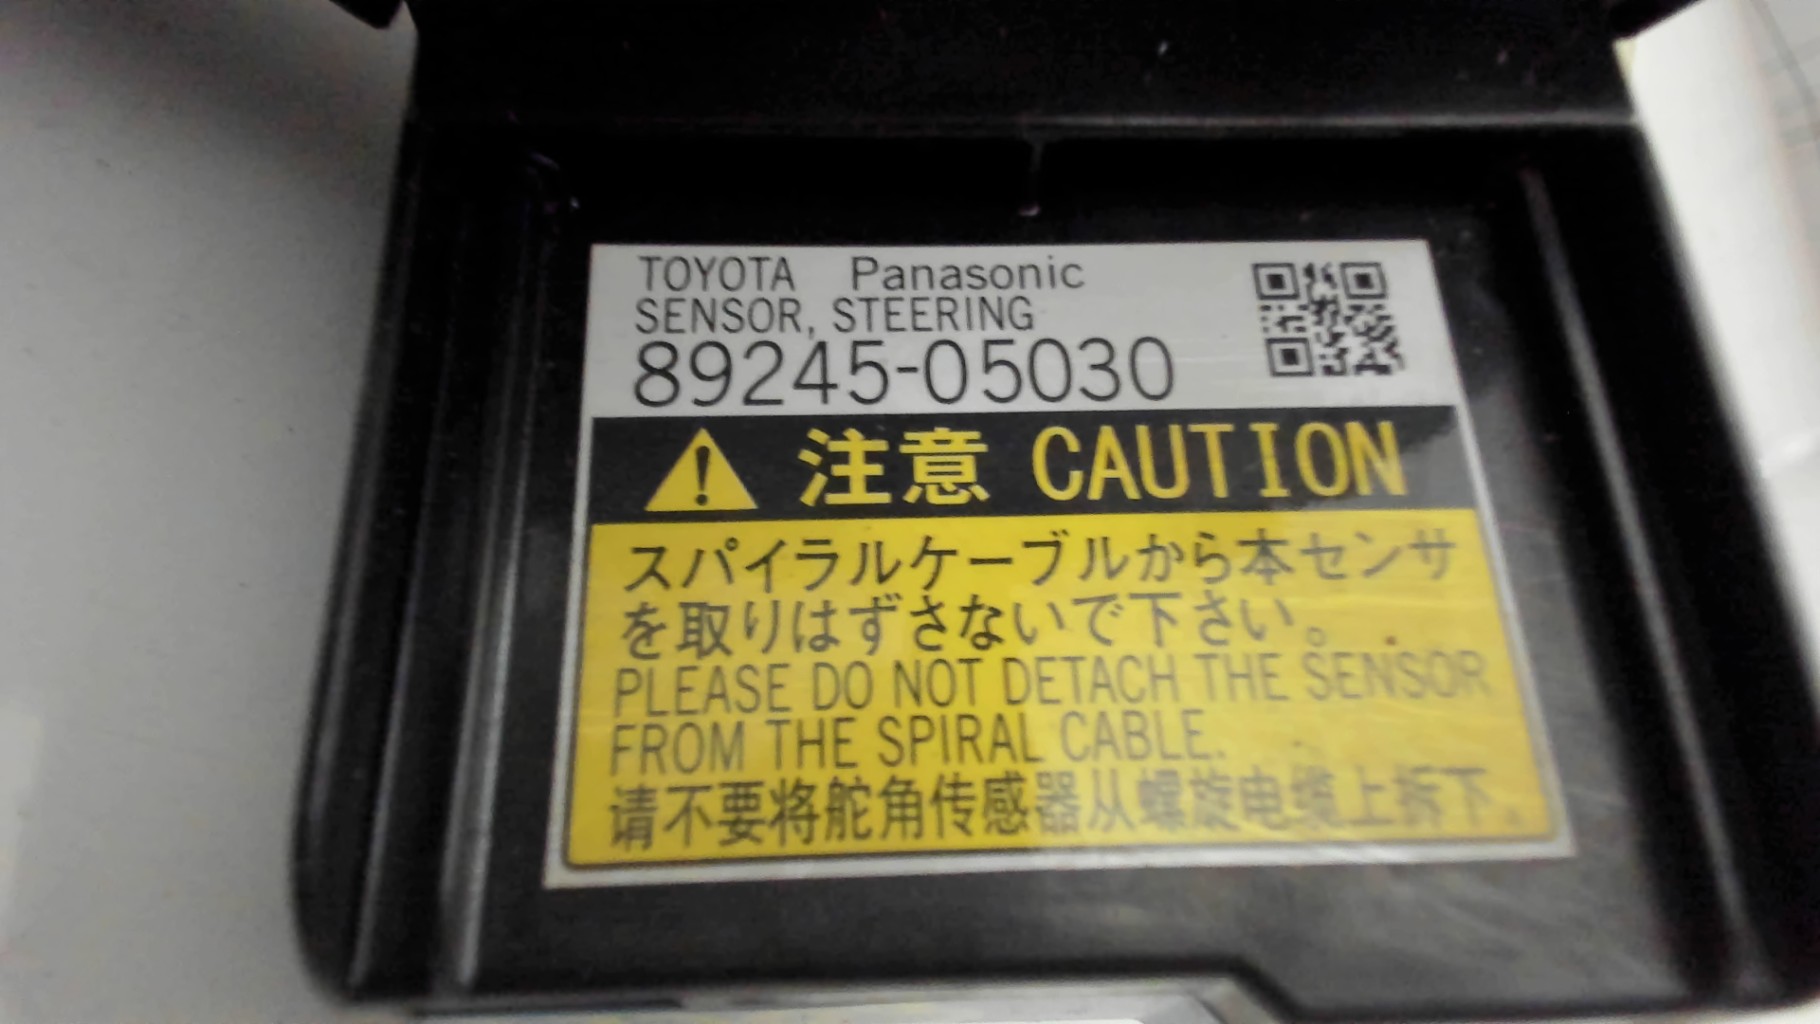 TOYOTA Panasonic
SENSOR, STEERING
89245-05030
注意 CAUTION
スパイラルケーブルから本センサ
を取りはずさないで下さい。
PLEASE DO NOT DETACH THE SENSOR
FROM THE SPIRAL CABLE.
请不要将舵角传感器从螺旋电缆上拆下。